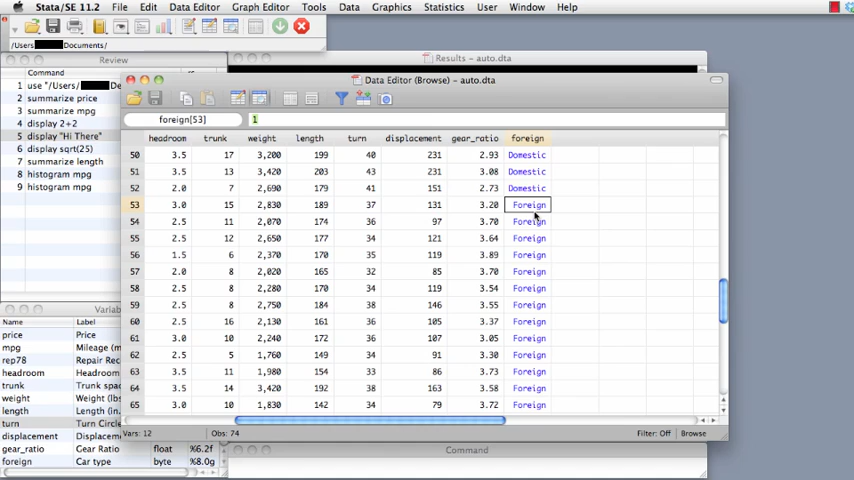 Stata/SE 11.2 File Edit View Data Editor Graph Editor Tools Data Graphics Statistics User Window Help
/Users/ Documents/
Review
Results – auto.dta
Command
1 use "/Users/
2 summarize price
3 summarize mpg
4 display 2+2
5 display "Hi There"
6 display sqrt(25)
7 summarize length
8 histogram mpg
9 histogram mpg
Data Editor (Browse) – auto.dta
foreign[53] 1
headroom trunk weight length turn displacement gear_ratio foreign
50 3.5 17 3,200 199 40 231 2.93 Domestic
51 3.5 13 3,420 203 43 231 3.08 Domestic
52 2.0 7 2,690 179 41 151 2.73 Domestic
53 3.0 15 2,830 189 37 131 3.20 Foreign
54 2.5 11 2,070 174 36 97 3.70 Foreign
55 2.5 12 2,650 177 34 121 3.64 Foreign
56 1.5 6 2,370 170 35 119 3.89 Foreign
57 2.0 8 2,020 165 32 85 3.70 Foreign
58 2.5 8 2,280 170 34 119 3.54 Foreign
59 2.5 8 2,750 184 38 146 3.55 Foreign
60 2.5 16 2,130 161 36 105 3.37 Foreign
61 3.0 10 2,240 172 36 107 3.05 Foreign
62 2.5 5 1,760 149 34 91 3.30 Foreign
63 3.5 11 1,980 154 33 86 3.73 Foreign
64 3.5 14 3,420 192 38 163 3.58 Foreign
65 3.0 10 1,830 142 34 79 3.72 Foreign
Vars: 12 Obs: 74 Filter: Off Browse
Variab
Name Label
price Price
mpg Mileage (m
rep78 Repair Rec
headroom Headroom
trunk Trunk spac
weight Weight (lbs
length Length (in.
turn Turn Circle
displacement Displacem
gear_ratio Gear Ratio float %6.2f
foreign Car type byte %8.0g
Command